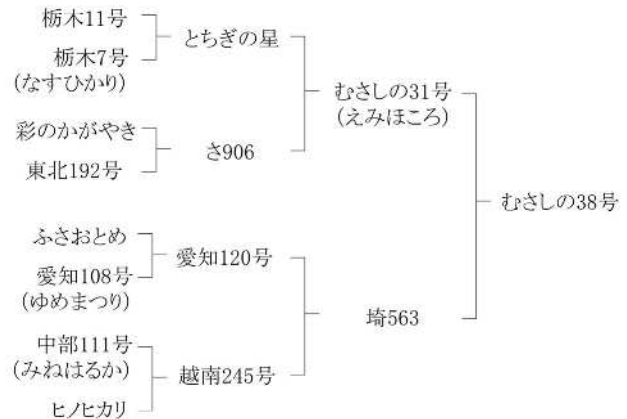 栃木11号
とちぎの星
栃木7号
(なすひかり)
むさしの31号
(えみほころ)
彩のかがやき
さ906
東北192号
むさしの38号
ふさおとめ
愛知120号
愛知108号
(ゆめまつり)
埼563
中部111号
(みねはるか)
越南245号
ヒノヒカリ